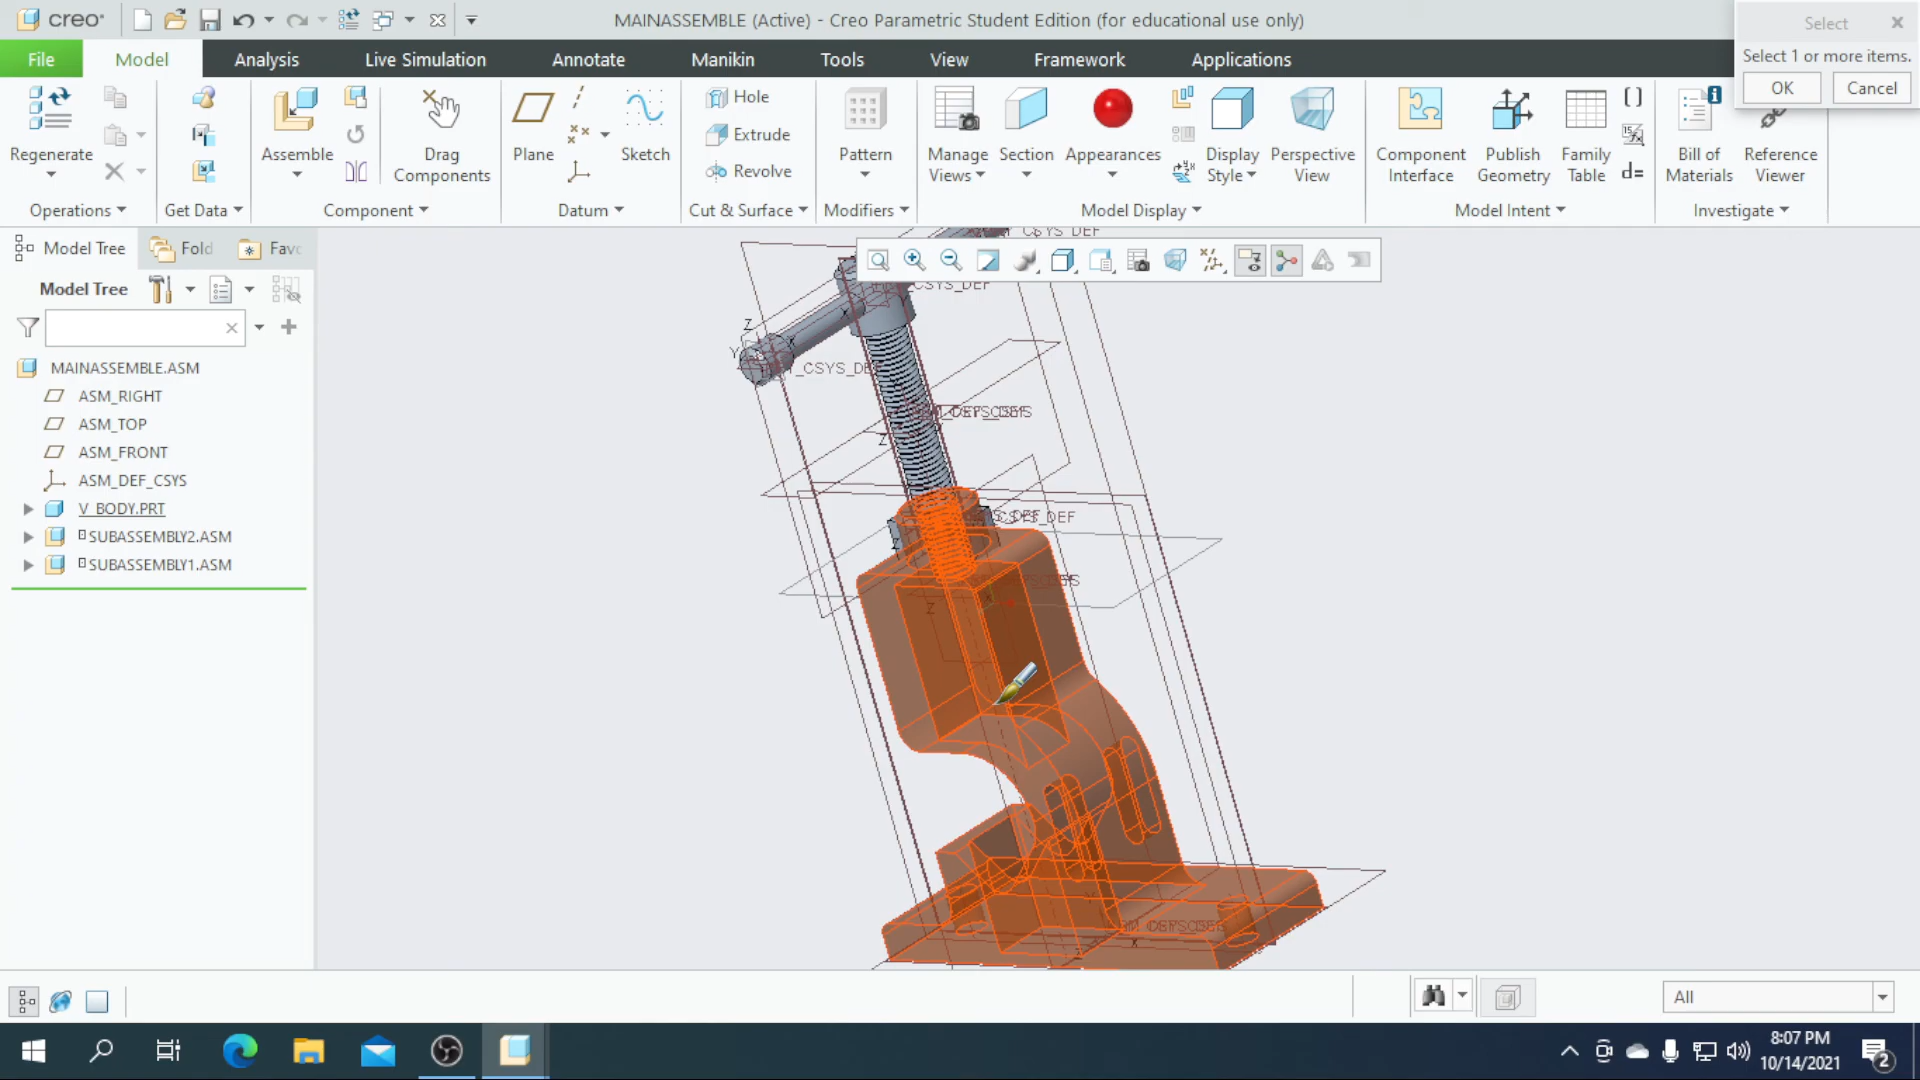 creo
MAINASSEMBLE (Active) - Creo Parametric Student Edition (for educational use only)
Select
Select 1 or more items.
OK
Cancel
File
Model
Analysis
Live Simulation
Annotate
Manikin
Tools
View
Framework
Applications
Regenerate
Assemble
Drag
Components
Plane
Sketch
Hole
Extrude
Revolve
Pattern
Manage
Views
Section
Appearances
Display
Style
Perspective
View
Component
Interface
Publish
Geometry
Family
Table
d=
Bill of
Materials
Reference
Viewer
Operations
Get Data
Component
Datum
Cut & Surface
Modifiers
Model Display
Model Intent
Investigate
Model Tree
Fold
Favo
Model Tree
MAINASSEMBLE.ASM
ASM_RIGHT
ASM_TOP
ASM_FRONT
ASM_DEF_CSYS
V_BODY.PRT
SUBASSEMBLY2.ASM
SUBASSEMBLY1.ASM
All
8:07 PM
10/14/2021
2